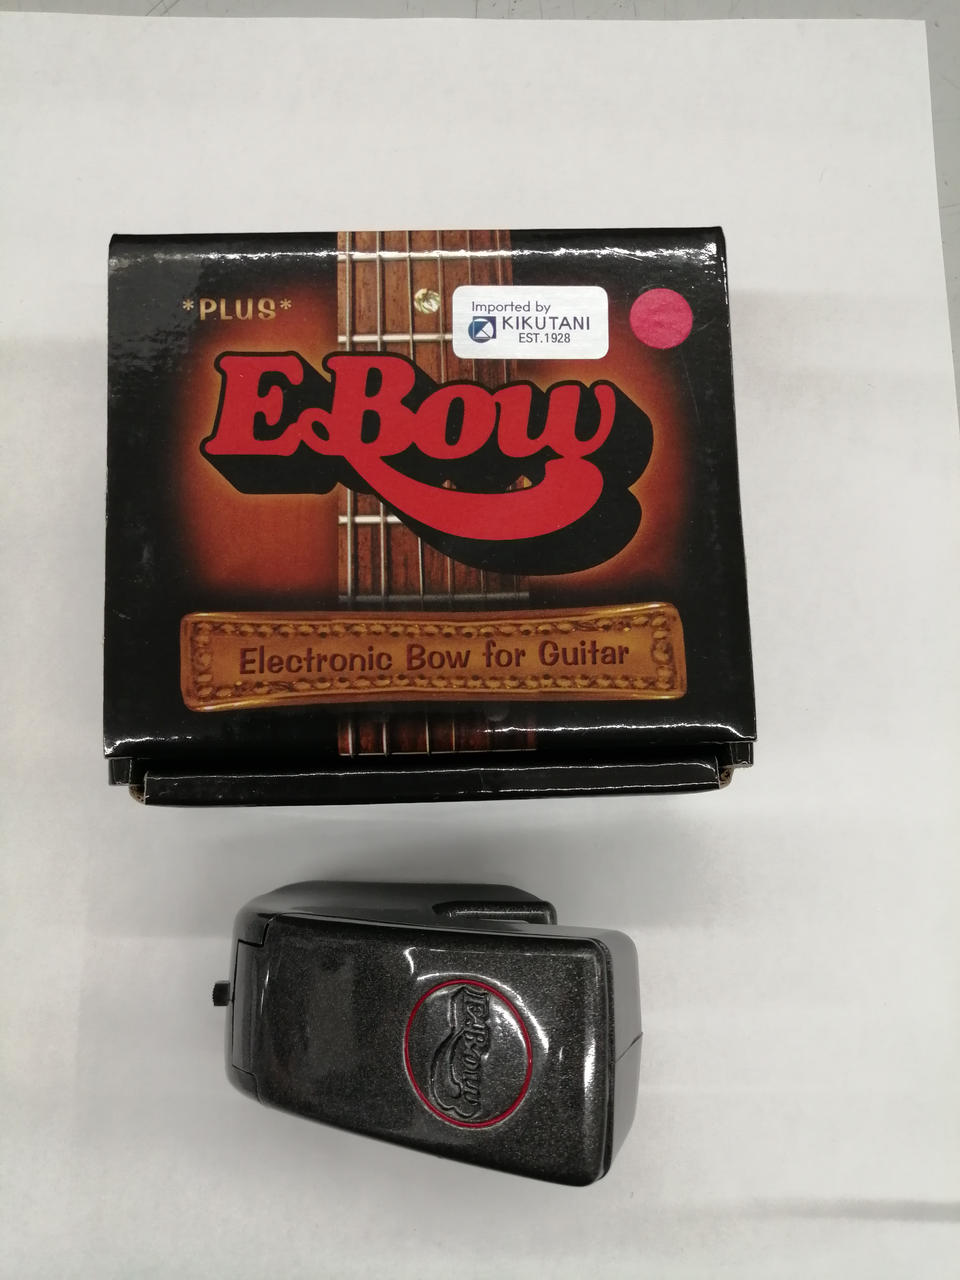 *PLUS*
Imported by
KIKUTANI
EST.1928
EBow
Electronic Bow for Guitar
EBOW